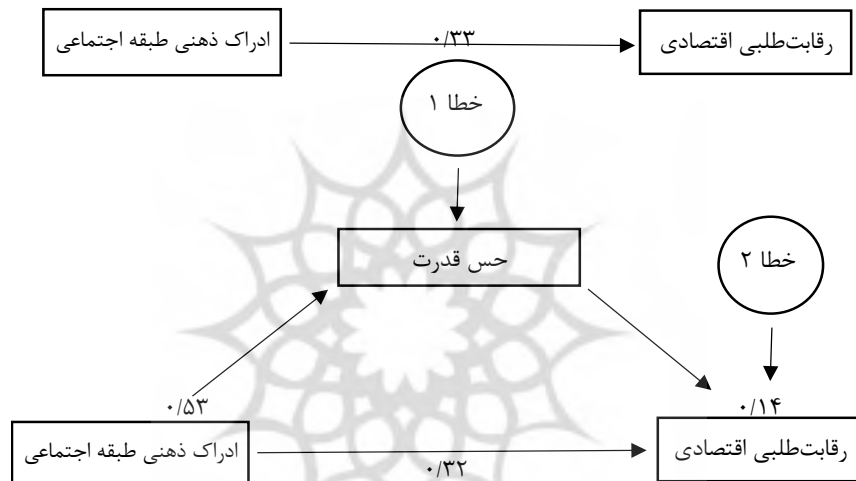 ادراک ذهنی طبقه اجتماعی
۰/۳۳
رقابت‌طلبی اقتصادی
خطا ۱
حس قدرت
خطا ۲
۰/۵۳
۰/۱۴
ادراک ذهنی طبقه اجتماعی
۰/۳۲
رقابت‌طلبی اقتصادی